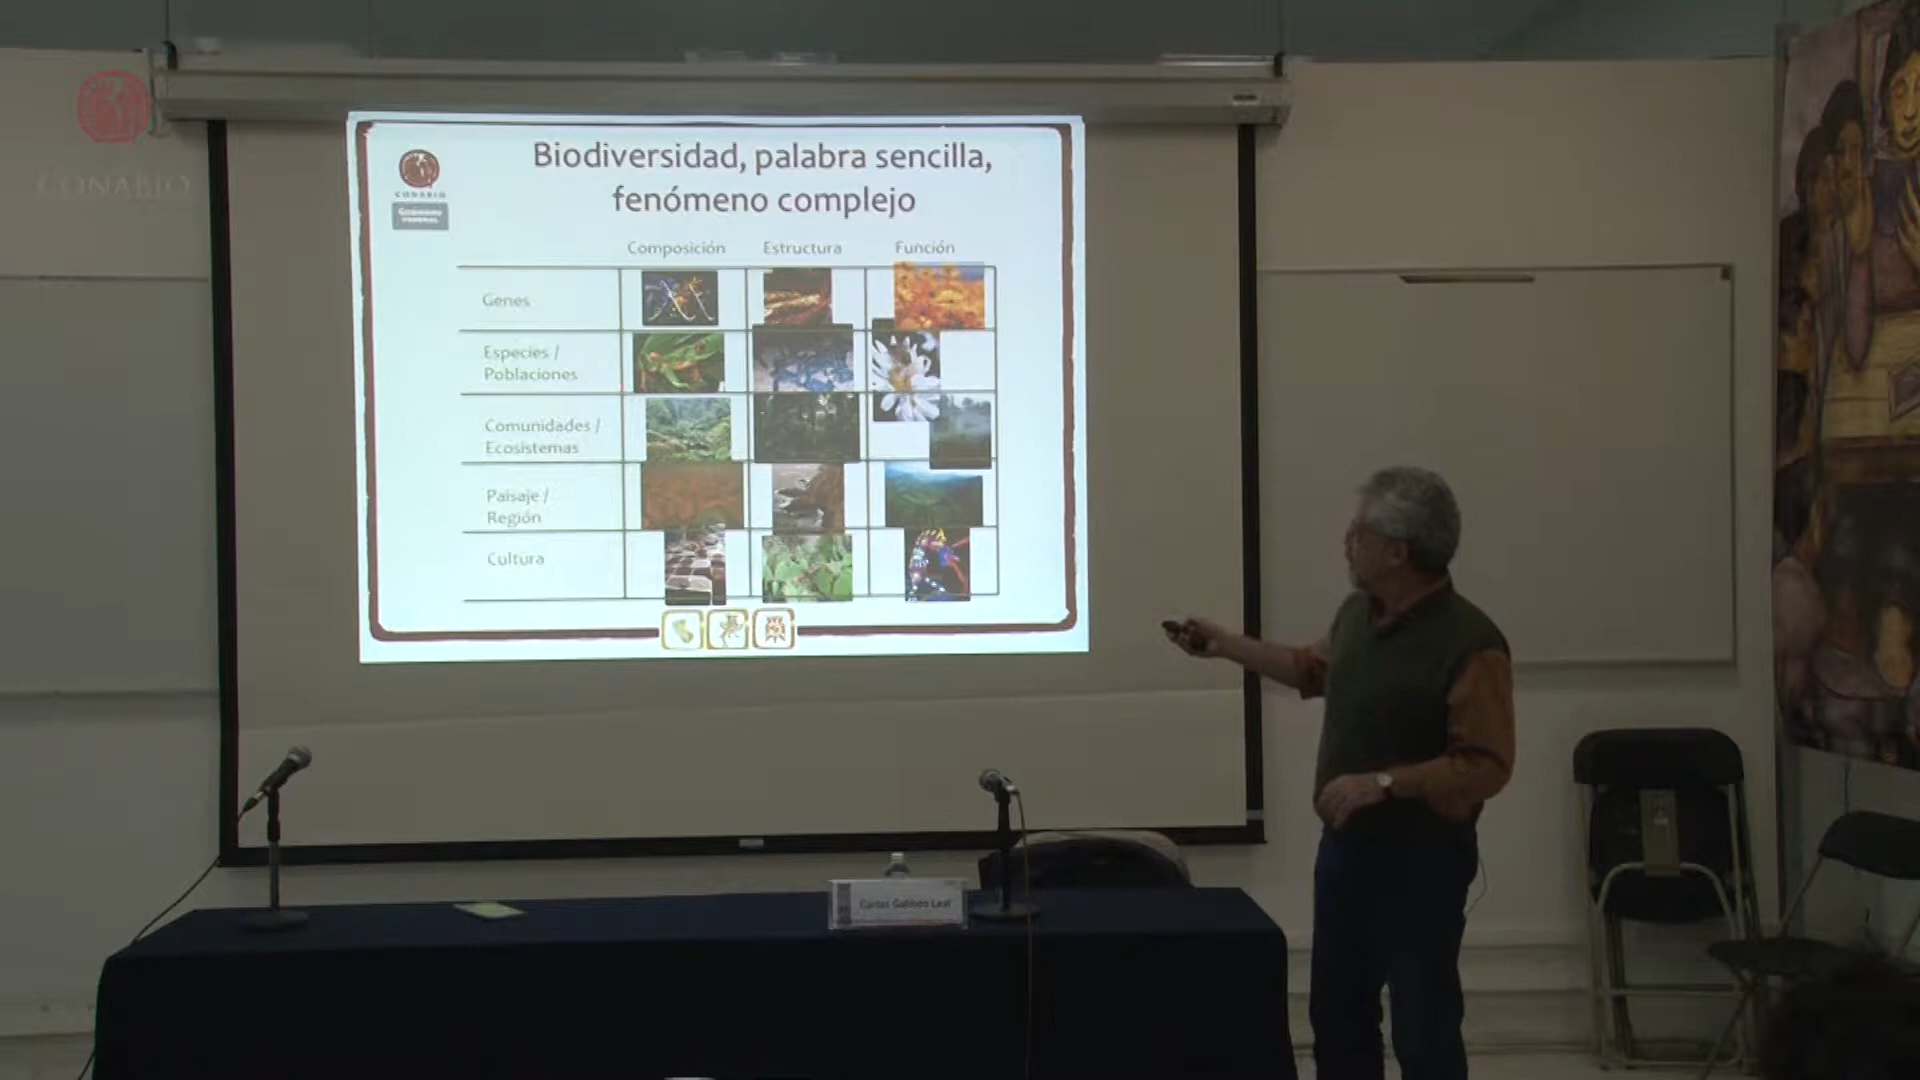 CONABIO
Biodiversidad, palabra sencilla,
fenómeno complejo
CONABIO
GOBIERNO
FEDERAL
Composición Estructura Función
Genes
Especies /
Poblaciones
Comunidades /
Ecosistemas
Paisaje /
Región
Cultura
Carlos Galindo Leal